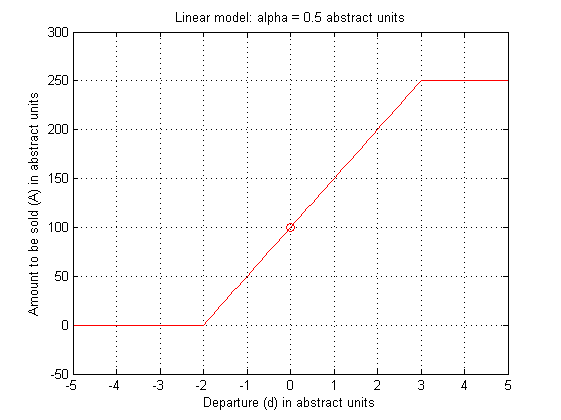 Linear model: alpha = 0.5 abstract units
300
250
200
150
100
50
0
-50
Amount to be sold (A) in abstract units
-5 -4 -3 -2 -1 0 1 2 3 4 5
Departure (d) in abstract units